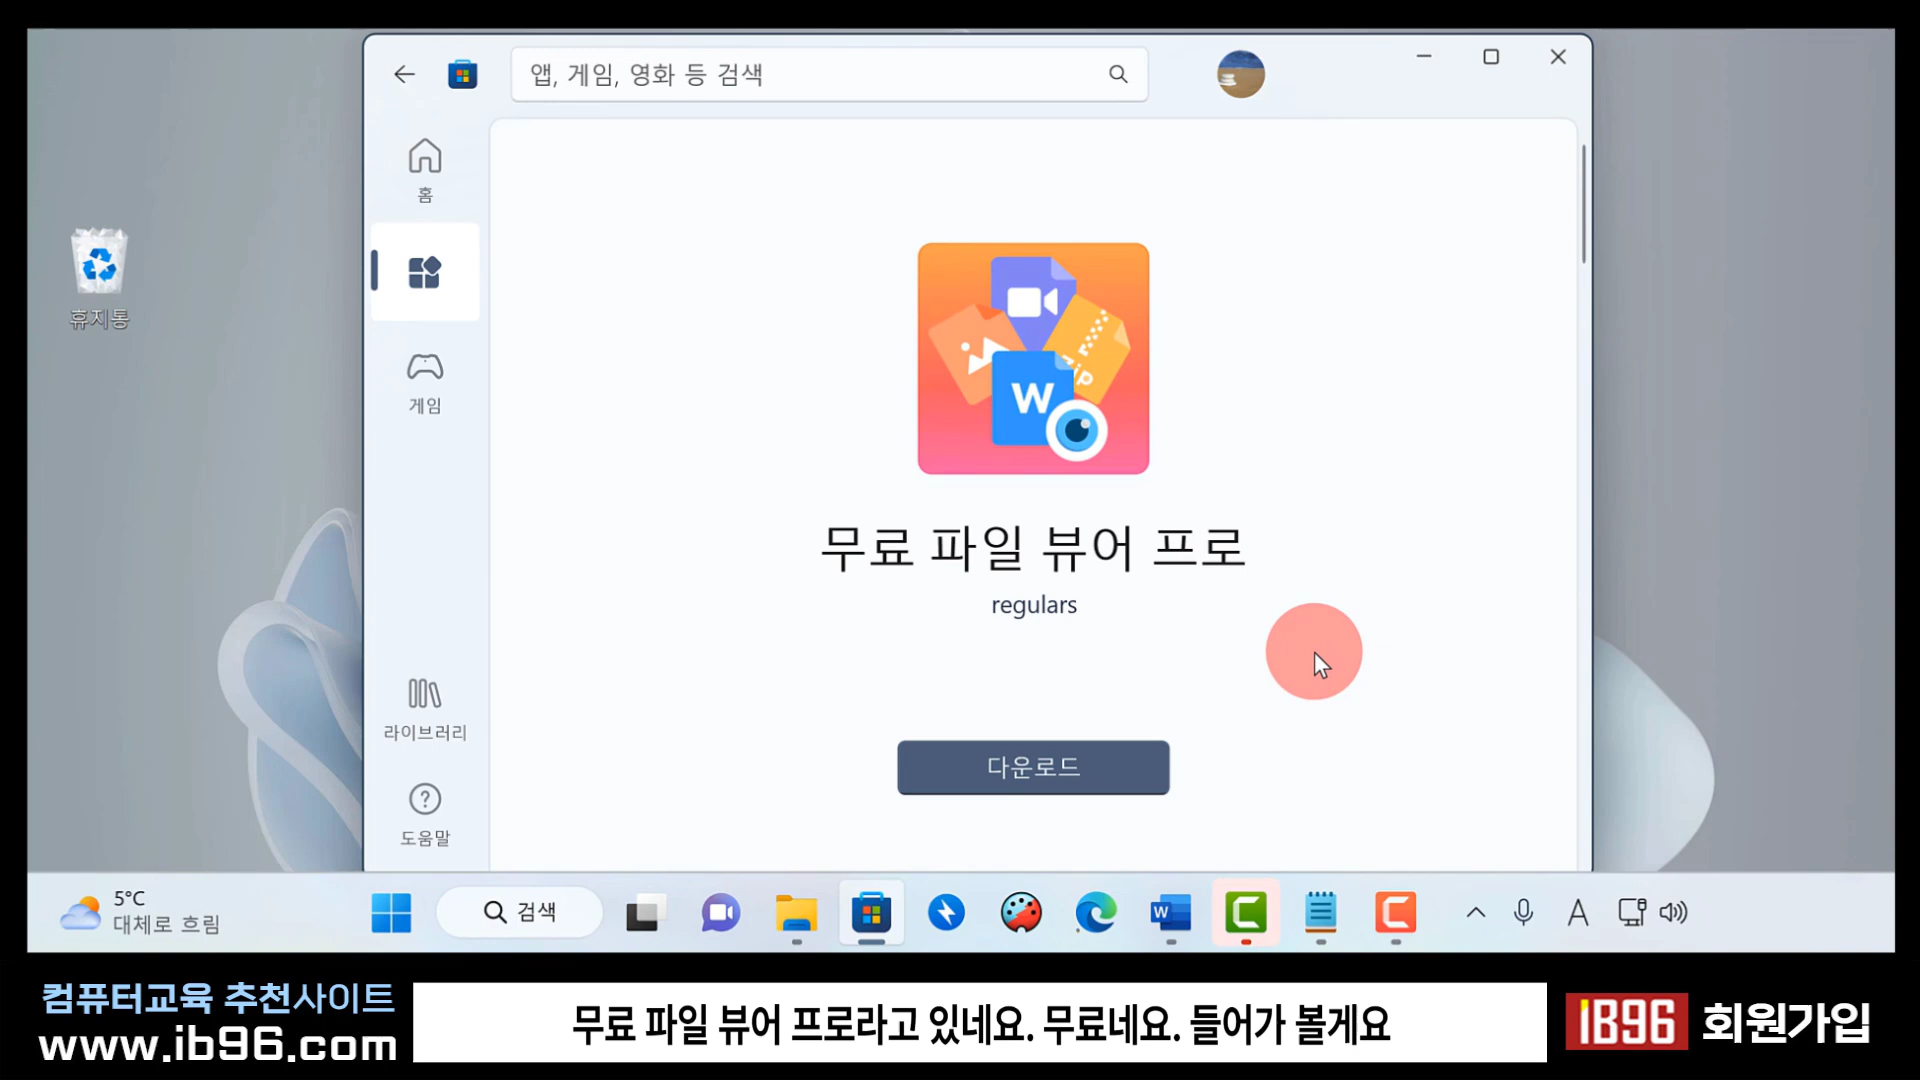 앱, 게임, 영화 등 검색
홈
휴지통
게임
W
zip
무료 파일 뷰어 프로
regulars
라이브러리
다운로드
도움말
5°C
대체로 흐림
검색
W
A
컴퓨터교육 추천사이트
www.ib96.com
무료 파일 뷰어 프로라고 있네요. 무료네요. 들어가 볼게요
IB96 회원가입